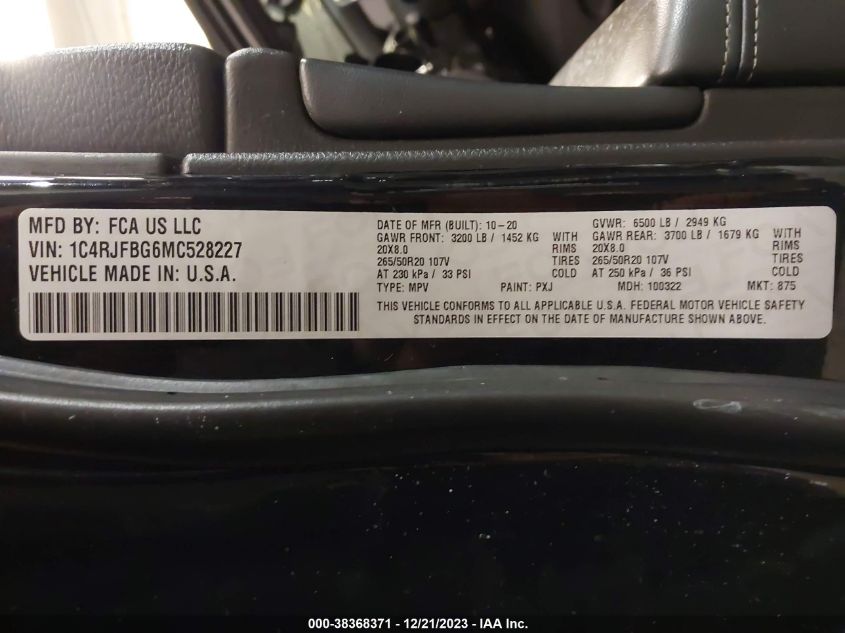 MFD BY: FCA US LLC
VIN: 1C4RJFBG6MC528227
VEHICLE MADE IN: U.S.A.
DATE OF MFR (BUILT): 10-20
GAWR FRONT: 3200 LB / 1452 KG WITH
20X8.0 RIMS
265/50R20 107V TIRES
AT 230 kPa / 33 PSI COLD
TYPE: MPV PAINT: PXJ
GVWR: 6500 LB / 2949 KG
GAWR REAR: 3700 LB / 1679 KG WITH
20X8.0 RIMS
265/50R20 107V TIRES
AT 250 kPa / 36 PSI COLD
MDH: 100322 MKT: 875
THIS VEHICLE CONFORMS TO ALL APPLICABLE U.S.A. FEDERAL MOTOR VEHICLE SAFETY
STANDARDS IN EFFECT ON THE DATE OF MANUFACTURE SHOWN ABOVE.
000-38368371 - 12/21/2023 - IAA Inc.